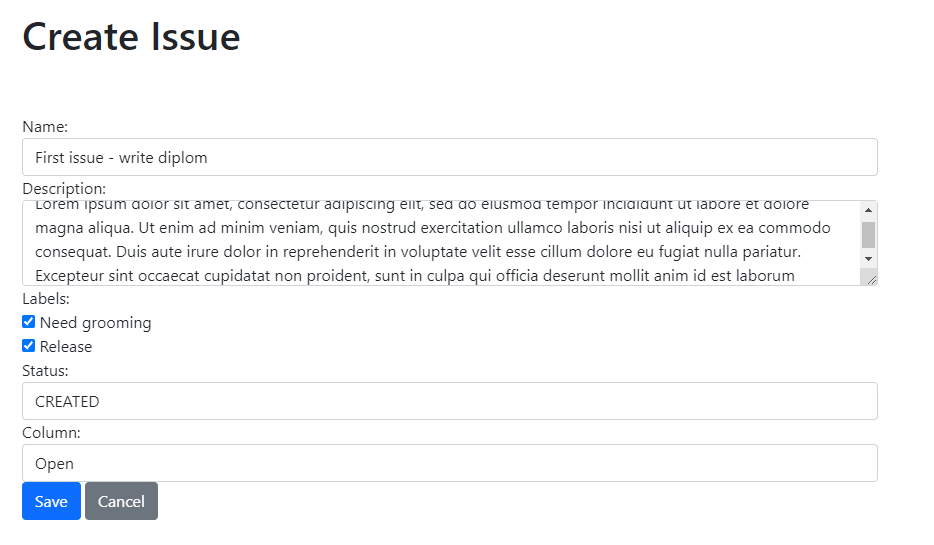 Create Issue
Name:
First issue - write diplom
Description:
Lorem ipsum dolor sit amet, consectetur adipiscing elit, sed do eiusmod tempor incididunt ut labore et dolore
magna aliqua. Ut enim ad minim veniam, quis nostrud exercitation ullamco laboris nisi ut aliquip ex ea commodo
consequat. Duis aute irure dolor in reprehenderit in voluptate velit esse cillum dolore eu fugiat nulla pariatur.
Excepteur sint occaecat cupidatat non proident, sunt in culpa qui officia deserunt mollit anim id est laborum
Labels:
Need grooming
Release
Status:
CREATED
Column:
Open
Save Cancel